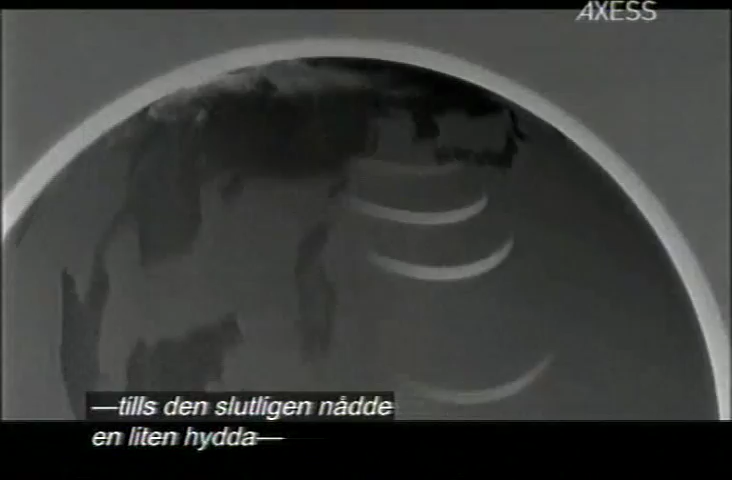 AXESS
—tills den slutligen nådde
en liten hydda—